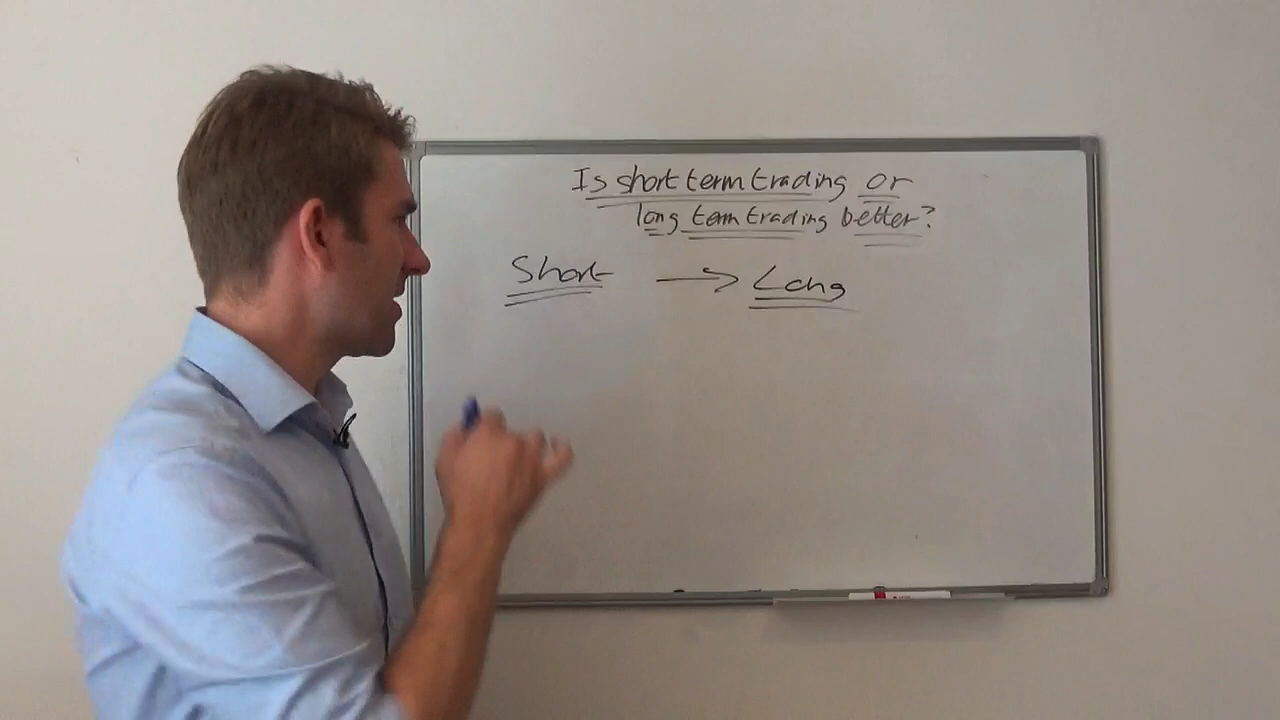 Is short term trading or
long term trading better?
Short → Long